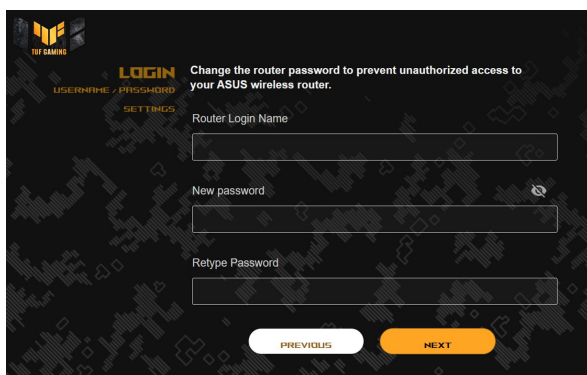 TUF GAMING
LOGIN
USERNAME / PASSWORD
SETTINGS
Change the router password to prevent unauthorized access to
your ASUS wireless router.
Router Login Name
New password
Retype Password
PREVIOUS
NEXT